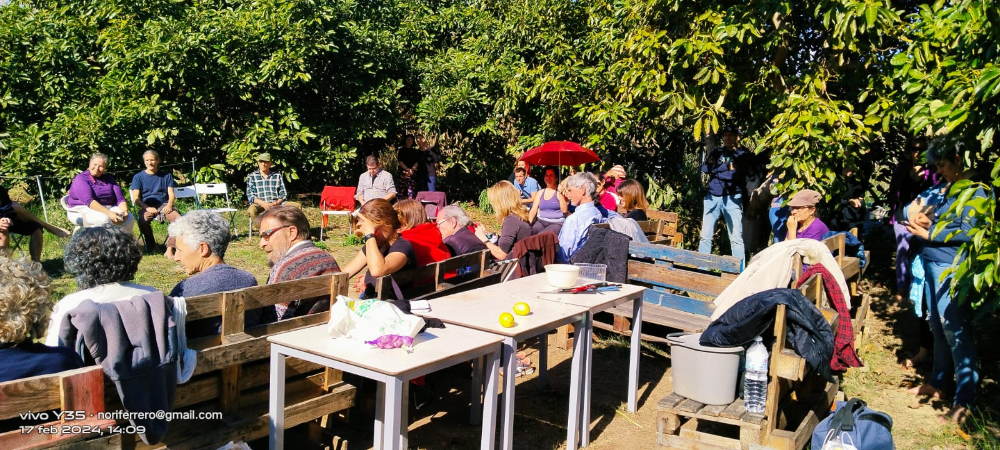 vivo Y35 • noriferrero@gmail.com
17 feb 2024, 14:09